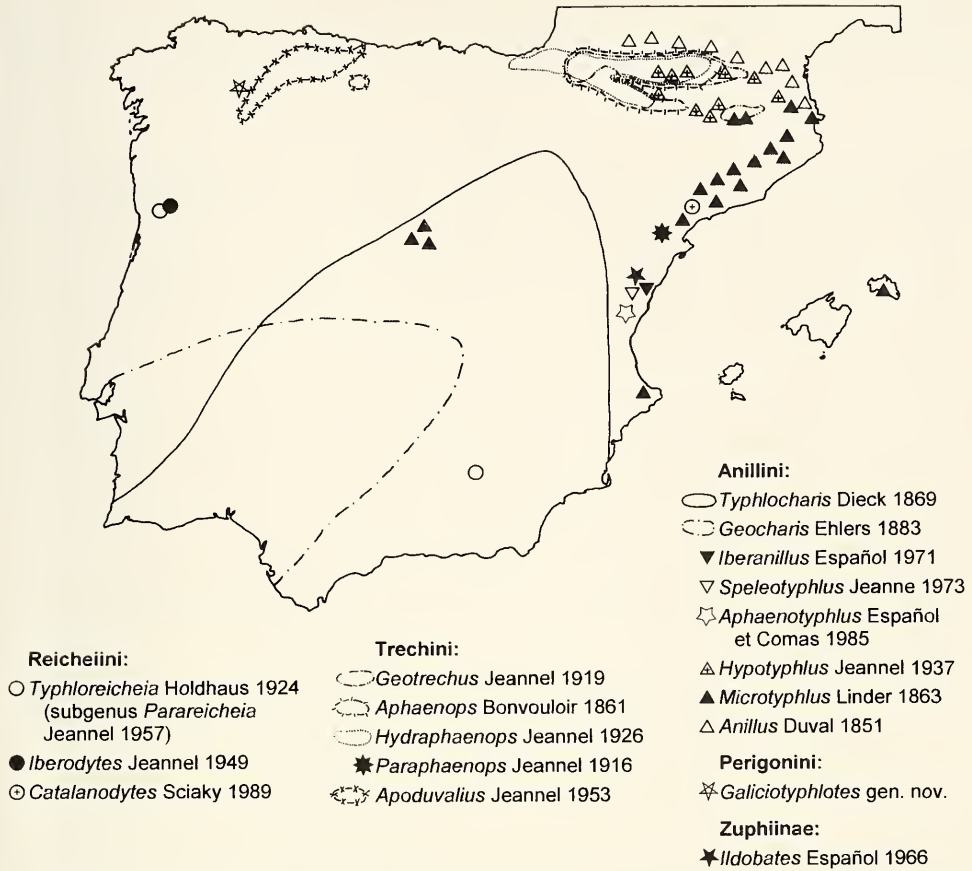 Reicheiini:
Typhloreicheia Holdhaus 1924
(subgenus Parareicheia
Jeannel 1957)
Iberodytes Jeannel 1949
Catalanodytes Sciaky 1989
Trechini:
Geotrechus Jeannel 1919
Aphaenops Bonvouloir 1861
Hydraphaenops Jeannel 1926
Paraphaenops Jeannel 1916
Apoduvalius Jeannel 1953
Anillini:
Typhlocharis Dieck 1869
Geocharis Ehlers 1883
Iberanillus Español 1971
Speleotyphlus Jeanne 1973
Aphaenotyphlus Español
et Comas 1985
Hypotyphlus Jeannel 1937
Microtyphlus Linder 1863
Anillus Duval 1851
Perigonini:
Galiciotyphlotes gen. nov.
Zuphiinae:
Ildobates Español 1966